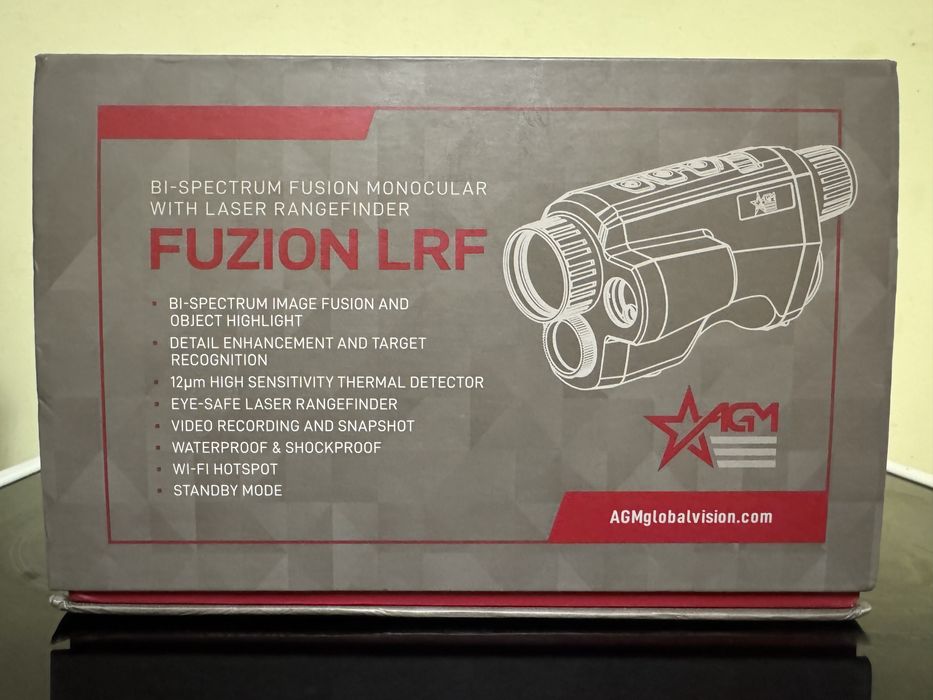 BI-SPECTRUM FUSION MONOCULAR
WITH LASER RANGEFINDER
FUZION LRF
BI-SPECTRUM IMAGE FUSION AND
OBJECT HIGHLIGHT
DETAIL ENHANCEMENT AND TARGET
RECOGNITION
12µm HIGH SENSITIVITY THERMAL DETECTOR
EYE-SAFE LASER RANGEFINDER
VIDEO RECORDING AND SNAPSHOT
WATERPROOF & SHOCKPROOF
WI-FI HOTSPOT
STANDBY MODE
AGM
AGMglobalvision.com